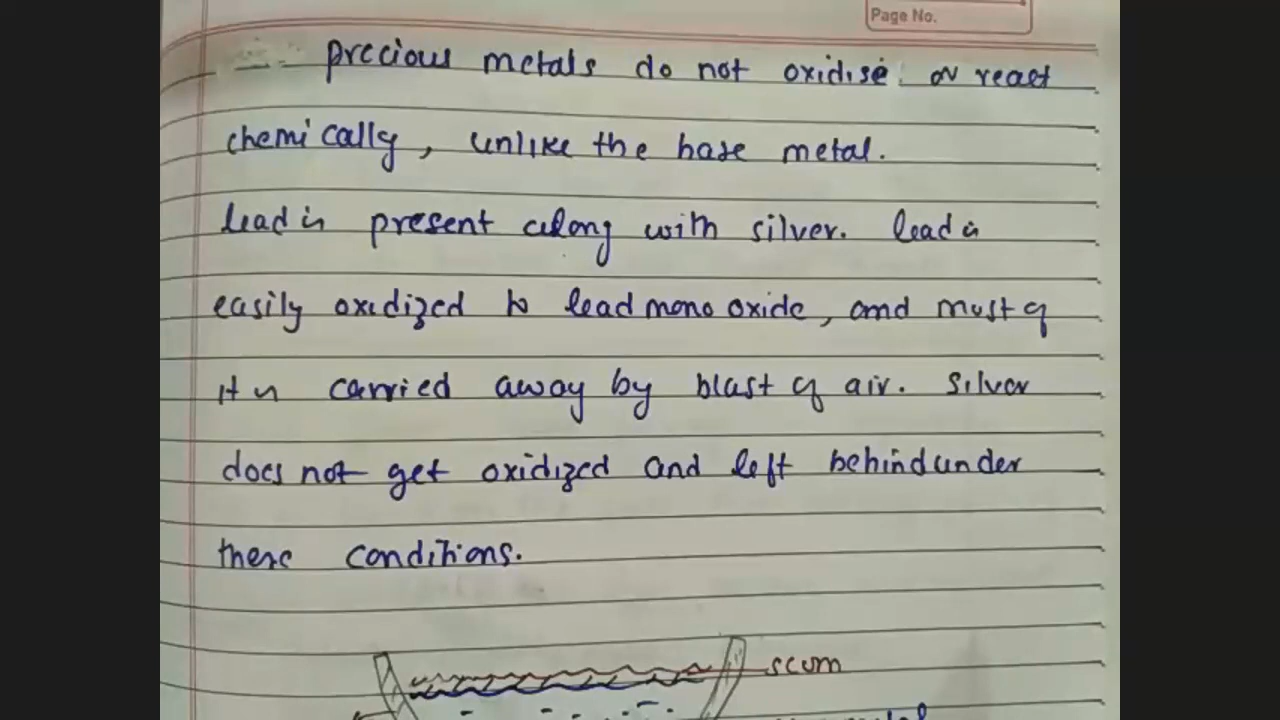 Page No.
precious metals do not oxidise or react
chemically, unlike the base metal.
lead is present along with silver. lead is
easily oxidized to lead mono oxide, and most of
it is carried away by blast of air. silver
does not get oxidized and left behind under
these conditions.
scum
metal